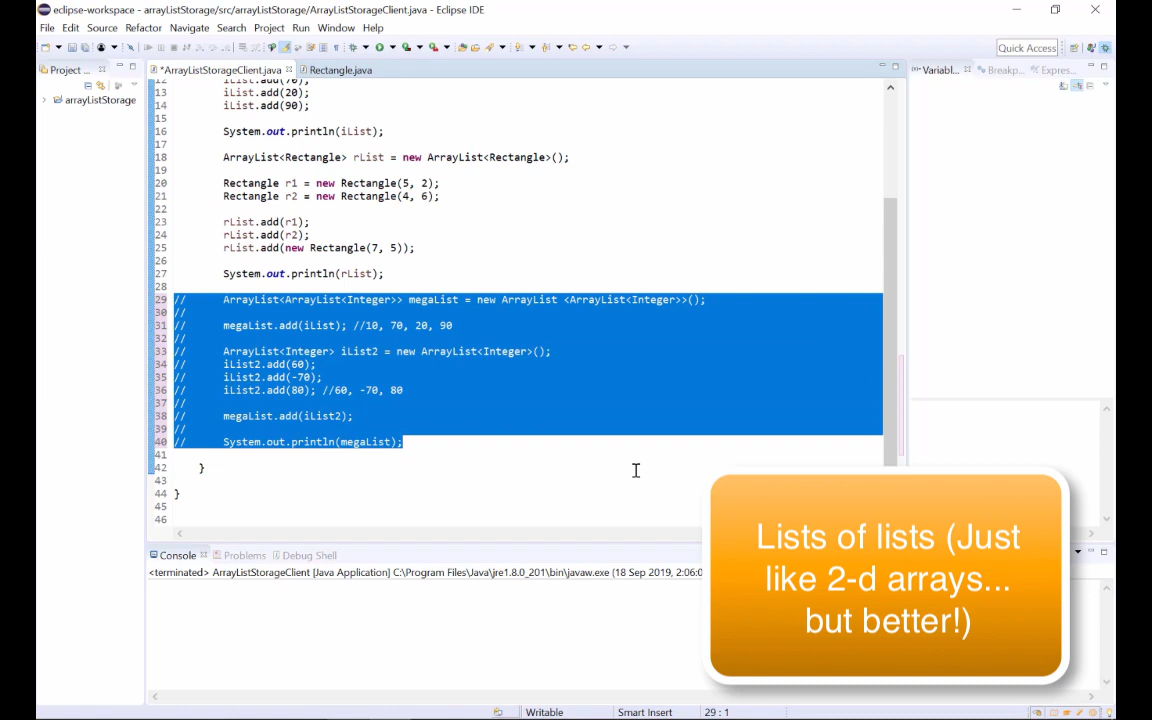 eclipse-workspace - arrayListStorage/src/arrayListStorage/ArrayListStorageClient.java - Eclipse IDE
File Edit Source Refactor Navigate Search Project Run Window Help
Quick Access
Project ...
*ArrayListStorageClient.java
Rectangle.java
Variabl...
Breakp...
Expres...
arrayListStorage
12 iList.add(70);
13 iList.add(20);
14 iList.add(90);
15
16 System.out.println(iList);
17
18 ArrayList<Rectangle> rList = new ArrayList<Rectangle>();
19
20 Rectangle r1 = new Rectangle(5, 2);
21 Rectangle r2 = new Rectangle(4, 6);
22
23 rList.add(r1);
24 rList.add(r2);
25 rList.add(new Rectangle(7, 5));
26
27 System.out.println(rList);
28
29 // ArrayList<ArrayList<Integer>> megaList = new ArrayList <ArrayList<Integer>>();
30 //
31 // megaList.add(iList); //10, 70, 20, 90
32 //
33 // ArrayList<Integer> iList2 = new ArrayList<Integer>();
34 // iList2.add(60);
35 // iList2.add(-70);
36 // iList2.add(80); //60, -70, 80
37 //
38 // megaList.add(iList2);
39 //
40 // System.out.println(megaList);
41
42 }
43
44 }
45
46
Lists of lists (Just
like 2-d arrays...
but better!)
Console Problems Debug Shell
<terminated> ArrayListStorageClient [Java Application] C:\Program Files\Java\jre1.8.0_201\bin\javaw.exe (18 Sep 2019, 2:06:0
Writable Smart Insert 29 : 1